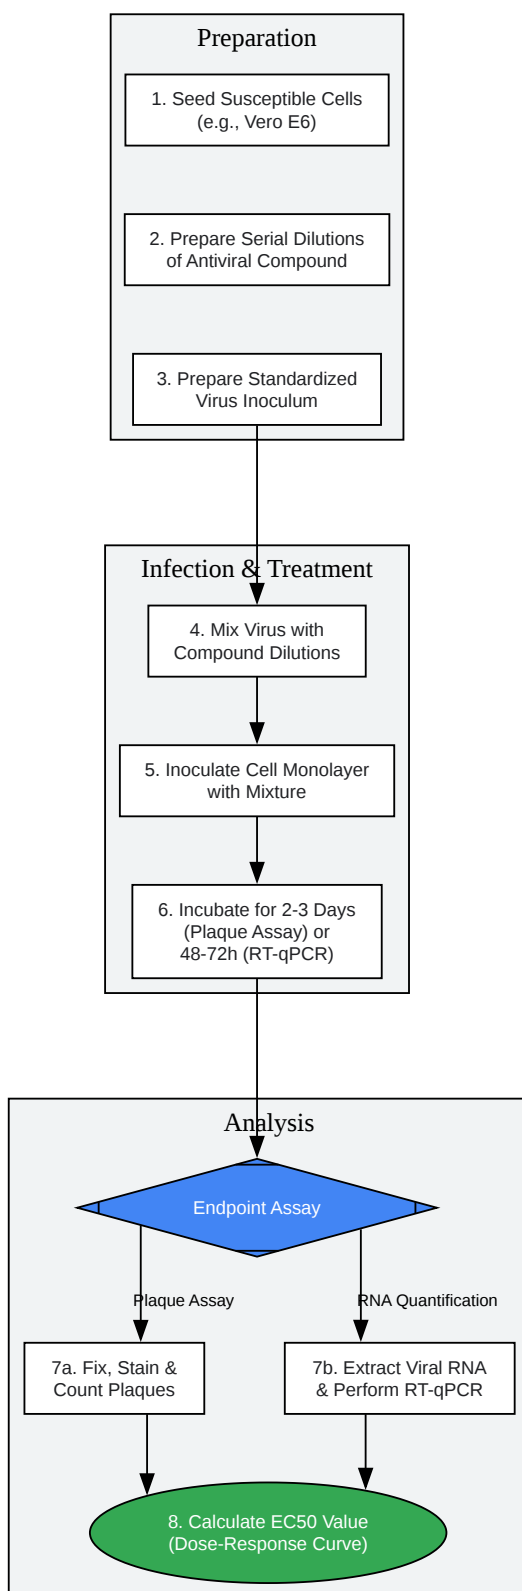 Preparation
1. Seed Susceptible Cells
(e.g., Vero E6)
2. Prepare Serial Dilutions
of Antiviral Compound
3. Prepare Standardized
Virus Inoculum
Infection & Treatment
4. Mix Virus with
Compound Dilutions
5. Inoculate Cell Monolayer
with Mixture
6. Incubate for 2-3 Days
(Plaque Assay) or
48-72h (RT-qPCR)
Analysis
Endpoint Assay
Plaque Assay
RNA Quantification
7a. Fix, Stain &
Count Plaques
7b. Extract Viral RNA
& Perform RT-qPCR
8. Calculate EC50 Value
(Dose-Response Curve)